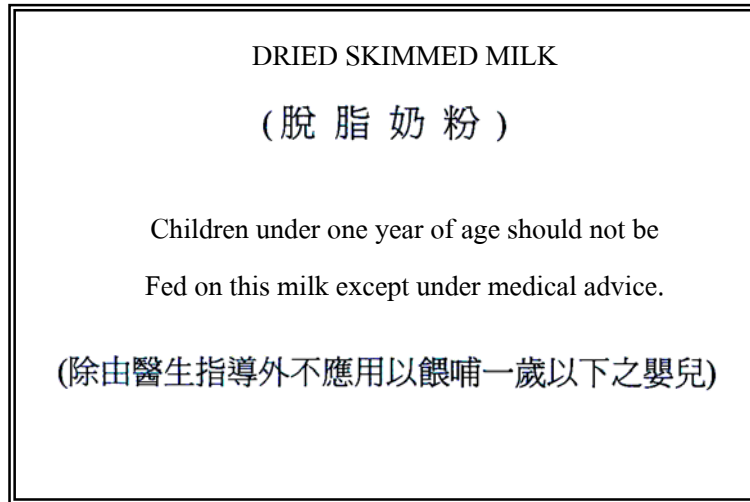 DRIED SKIMMED MILK
(脫脂奶粉)
Children under one year of age should not be
Fed on this milk except under medical advice.
(除由醫生指導外不應用以餵哺一歲以下之嬰兒)